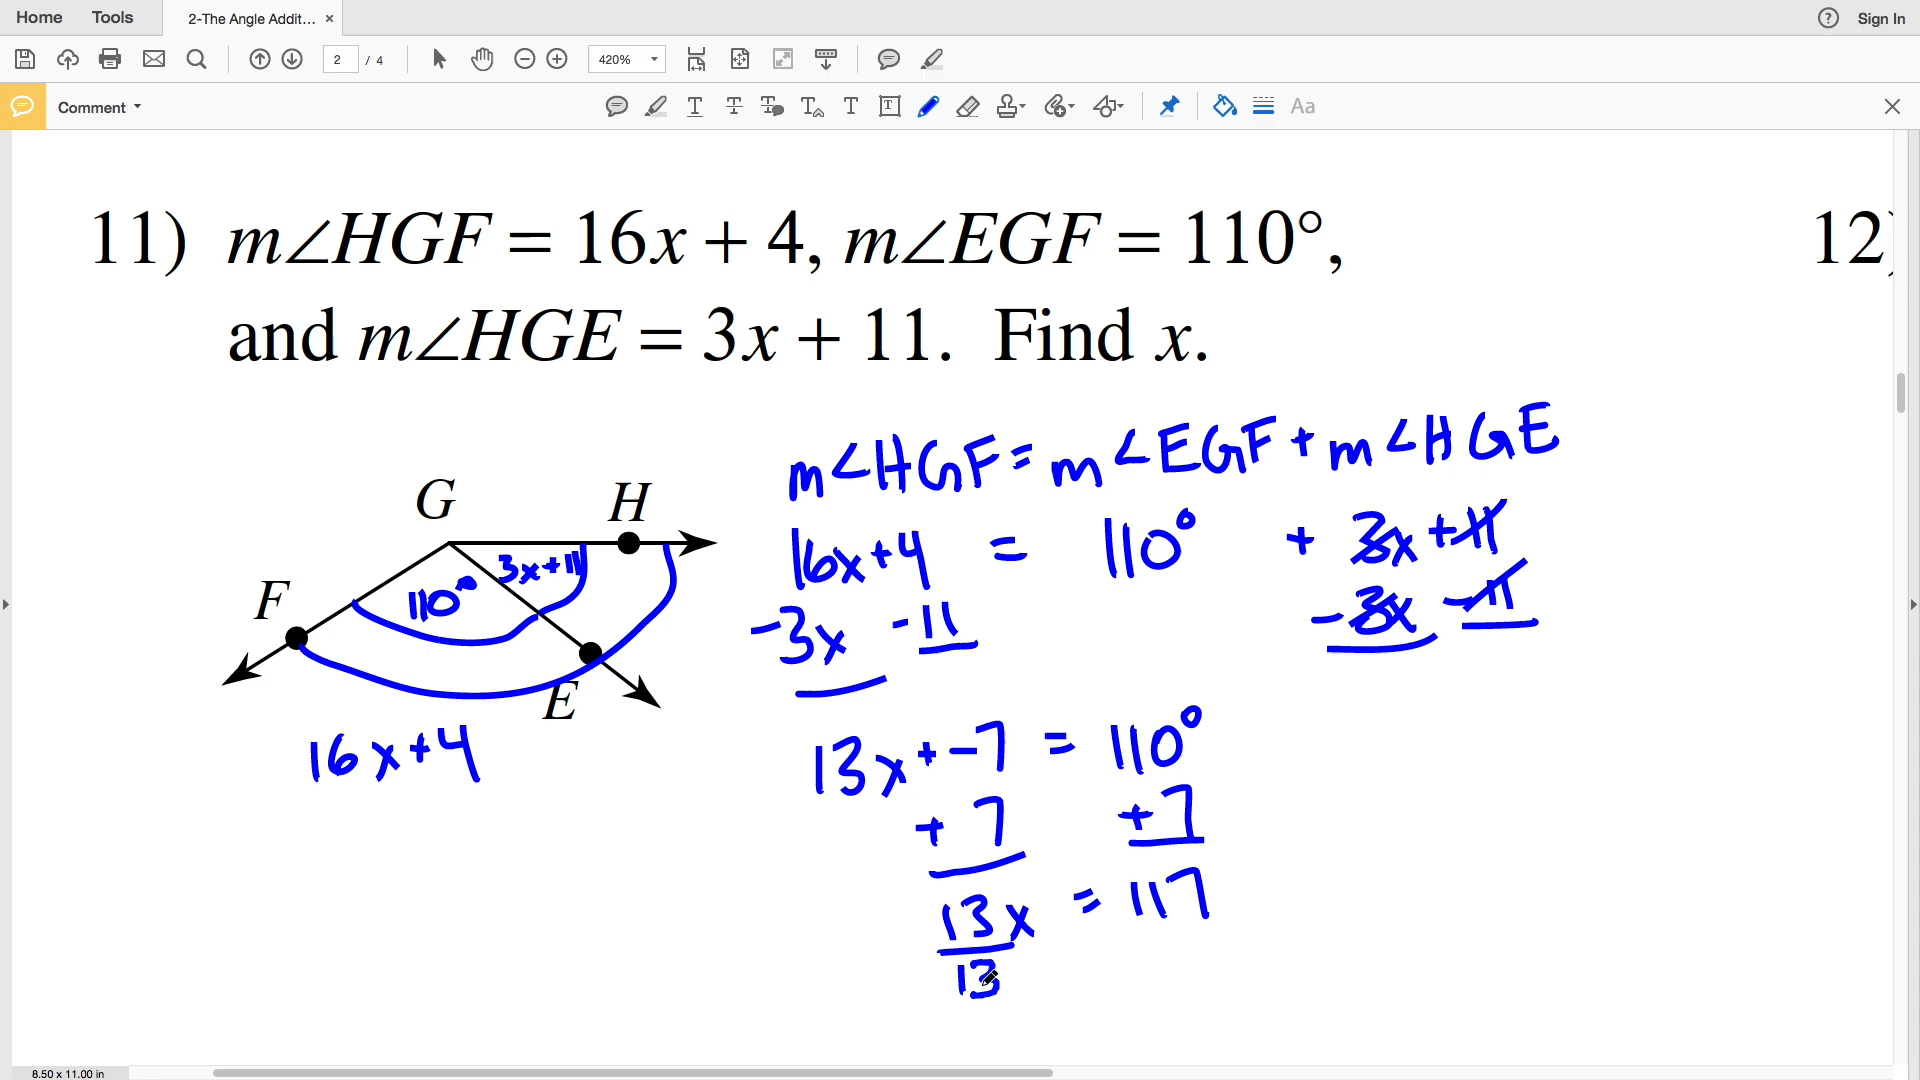 Home Tools 2-The Angle Addit... × Sign In
2 / 4 420%
Comment Aa
11) m∠HGF = 16x + 4, m∠EGF = 110°,
and m∠HGE = 3x + 11. Find x.
12)
m∠HGF = m∠EGF + m∠HGE
16x+4 = 110° + 3x+11
-3x -11 -3x -11
13x + -7 = 110°
+ 7 +7
13x = 117
13
G H
3x+11
110°
F
E
16x+4
8.50 x 11.00 in